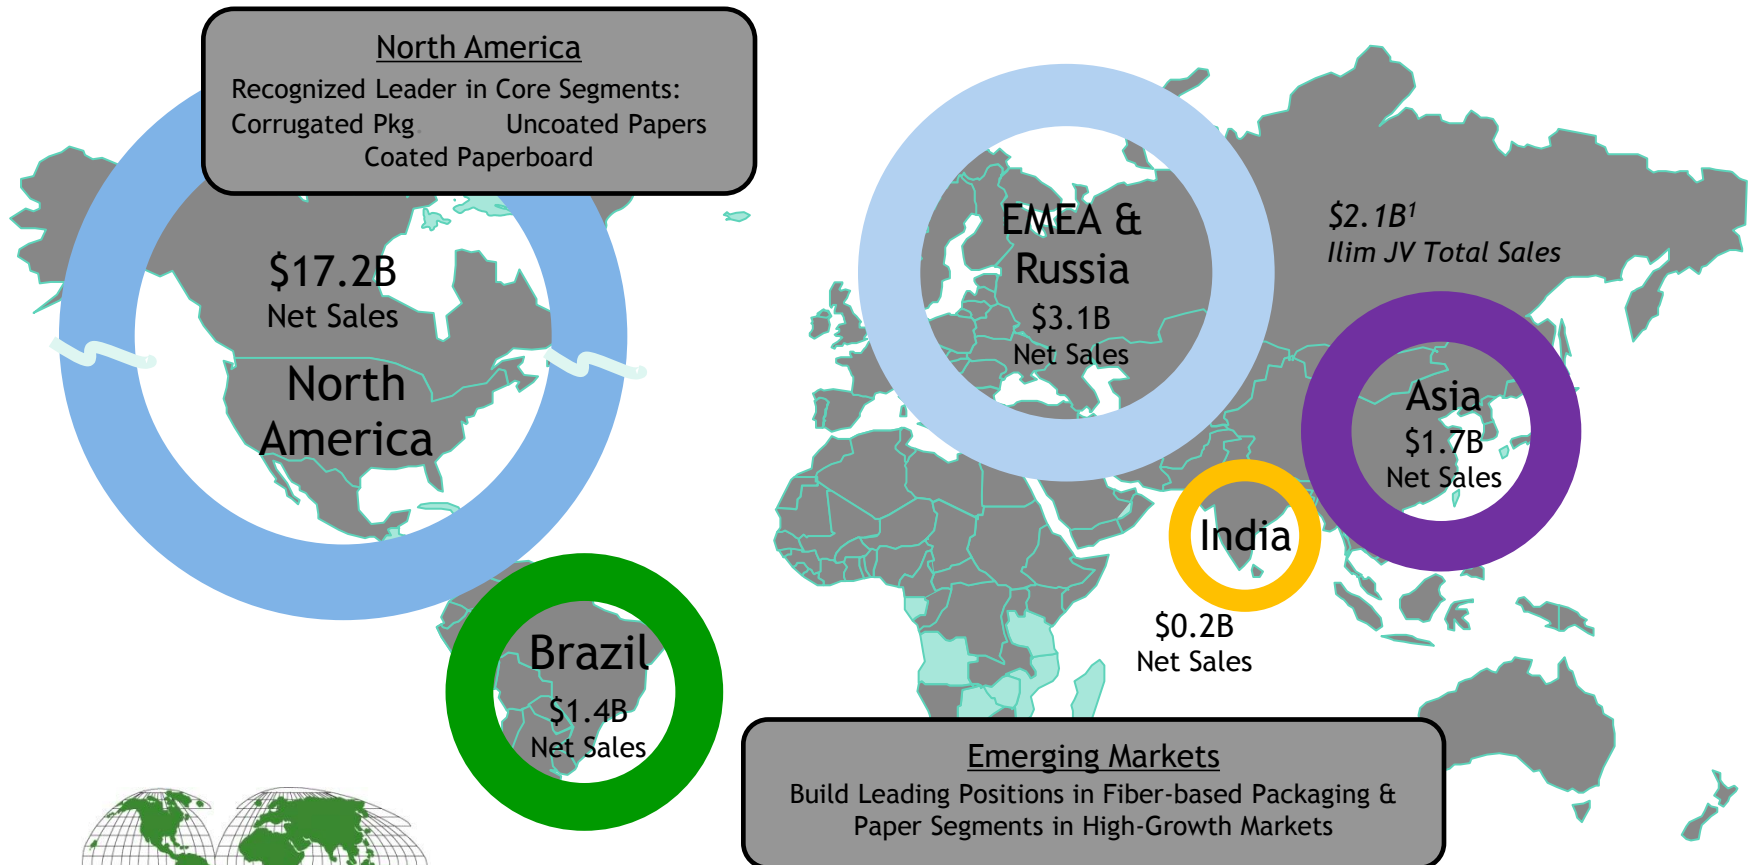 North America
Recognized Leader in Core Segments:
Corrugated Pkg. Uncoated Papers
Coated Paperboard
$17.2B
Net Sales
North
America
EMEA &
Russia
$3.1B
Net Sales
$2.1B¹
Ilim JV Total Sales
Asia
$1.7B
Net Sales
India
$0.2B
Net Sales
Brazil
$1.4B
Net Sales
Emerging Markets
Build Leading Positions in Fiber-based Packaging &
Paper Segments in High-Growth Markets